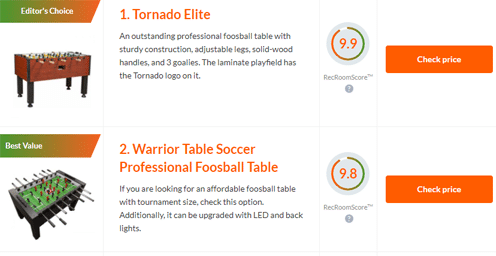 Editor's Choice
1. Tornado Elite
An outstanding professional foosball table with
sturdy construction, adjustable legs, solid-wood
handles, and 3 goalies. The laminate playfield has
the Tornado logo on it.
9.9
RecRoomScore™
?
Check price
Best Value
2. Warrior Table Soccer
Professional Foosball Table
If you are looking for an affordable foosball table
with tournament size, check this option.
Additionally, it can be upgraded with LED and back
lights.
9.8
RecRoomScore™
?
Check price